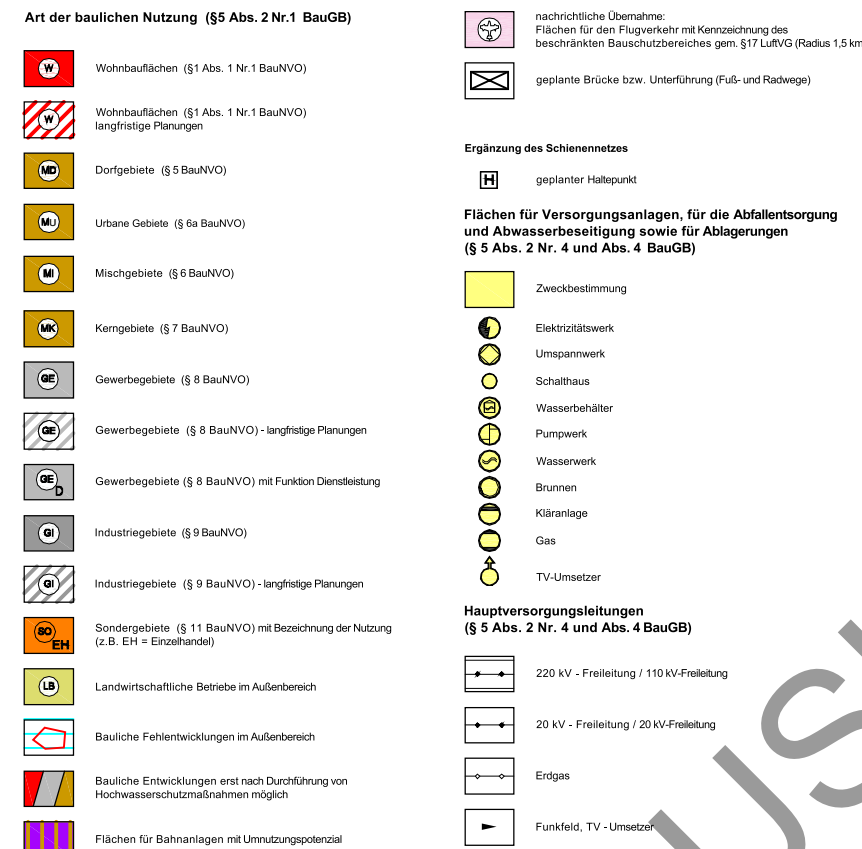 Art der baulichen Nutzung (§5 Abs. 2 Nr.1 BauGB)
W
Wohnbauflächen (§1 Abs. 1 Nr.1 BauNVO)
W
Wohnbauflächen (§1 Abs. 1 Nr.1 BauNVO)
langfristige Planungen
MD
Dorfgebiete (§ 5 BauNVO)
MU
Urbane Gebiete (§ 6a BauNVO)
MI
Mischgebiete (§ 6 BauNVO)
MK
Kerngebiete (§ 7 BauNVO)
GE
Gewerbegebiete (§ 8 BauNVO)
GE
Gewerbegebiete (§ 8 BauNVO) - langfristige Planungen
GE
D
Gewerbegebiete (§ 8 BauNVO) mit Funktion Dienstleistung
GI
Industriegebiete (§ 9 BauNVO)
GI
Industriegebiete (§ 9 BauNVO) - langfristige Planungen
SO
EH
Sondergebiete (§ 11 BauNVO) mit Bezeichnung der Nutzung
(z.B. EH = Einzelhandel)
LB
Landwirtschaftliche Betriebe im Außenbereich
Bauliche Fehlentwicklungen im Außenbereich
Bauliche Entwicklungen erst nach Durchführung von
Hochwasserschutzmaßnahmen möglich
Flächen für Bahnanlagen mit Umnutzungspotenzial
nachrichtliche Übernahme:
Flächen für den Flugverkehr mit Kennzeichnung des
beschränkten Bauschutzbereiches gem. §17 LuftVG (Radius 1,5 km
geplante Brücke bzw. Unterführung (Fuß- und Radwege)
Ergänzung des Schienennetzes
H
geplanter Haltepunkt
Flächen für Versorgungsanlagen, für die Abfallentsorgung
und Abwasserbeseitigung sowie für Ablagerungen
(§ 5 Abs. 2 Nr. 4 und Abs. 4 BauGB)
Zweckbestimmung
Elektrizitätswerk
Umspannwerk
Schalthaus
Wasserbehälter
Pumpwerk
Wasserwerk
Brunnen
Kläranlage
Gas
TV-Umsetzer
Hauptversorgungsleitungen
(§ 5 Abs. 2 Nr. 4 und Abs. 4 BauGB)
220 kV - Freileitung / 110 kV-Freileitung
20 kV - Freileitung / 20 kV-Freileitung
Erdgas
Funkfeld, TV - Umsetzer
US